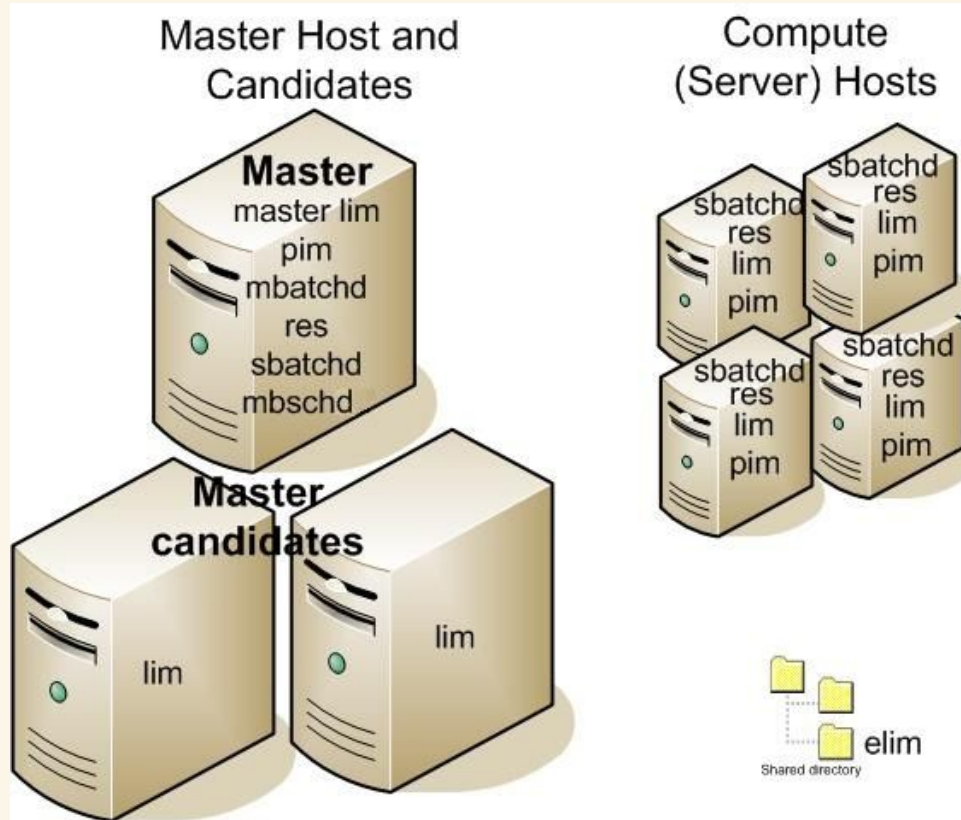 Master Host and
Candidates
Master
master lim
pim
mbatchd
res
sbatchd
mbschd
Master
candidates
lim
lim
Compute
(Server) Hosts
sbatchd
res
lim
pim
sbatchd
res
lim
pim
sbatchd
res
lim
pim
sbatchd
res
lim
pim
elim
Shared directory